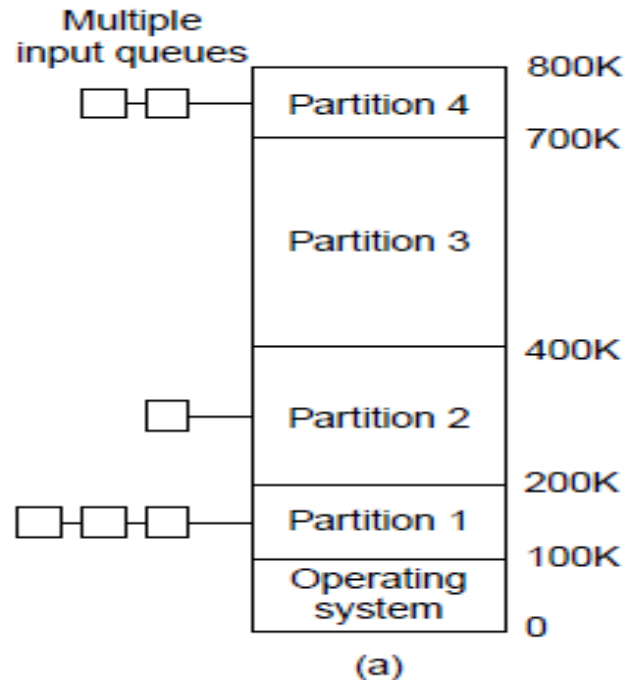 Multiple
input queues
800K
Partition 4
700K
Partition 3
400K
Partition 2
200K
Partition 1
100K
Operating
system
0
(a)